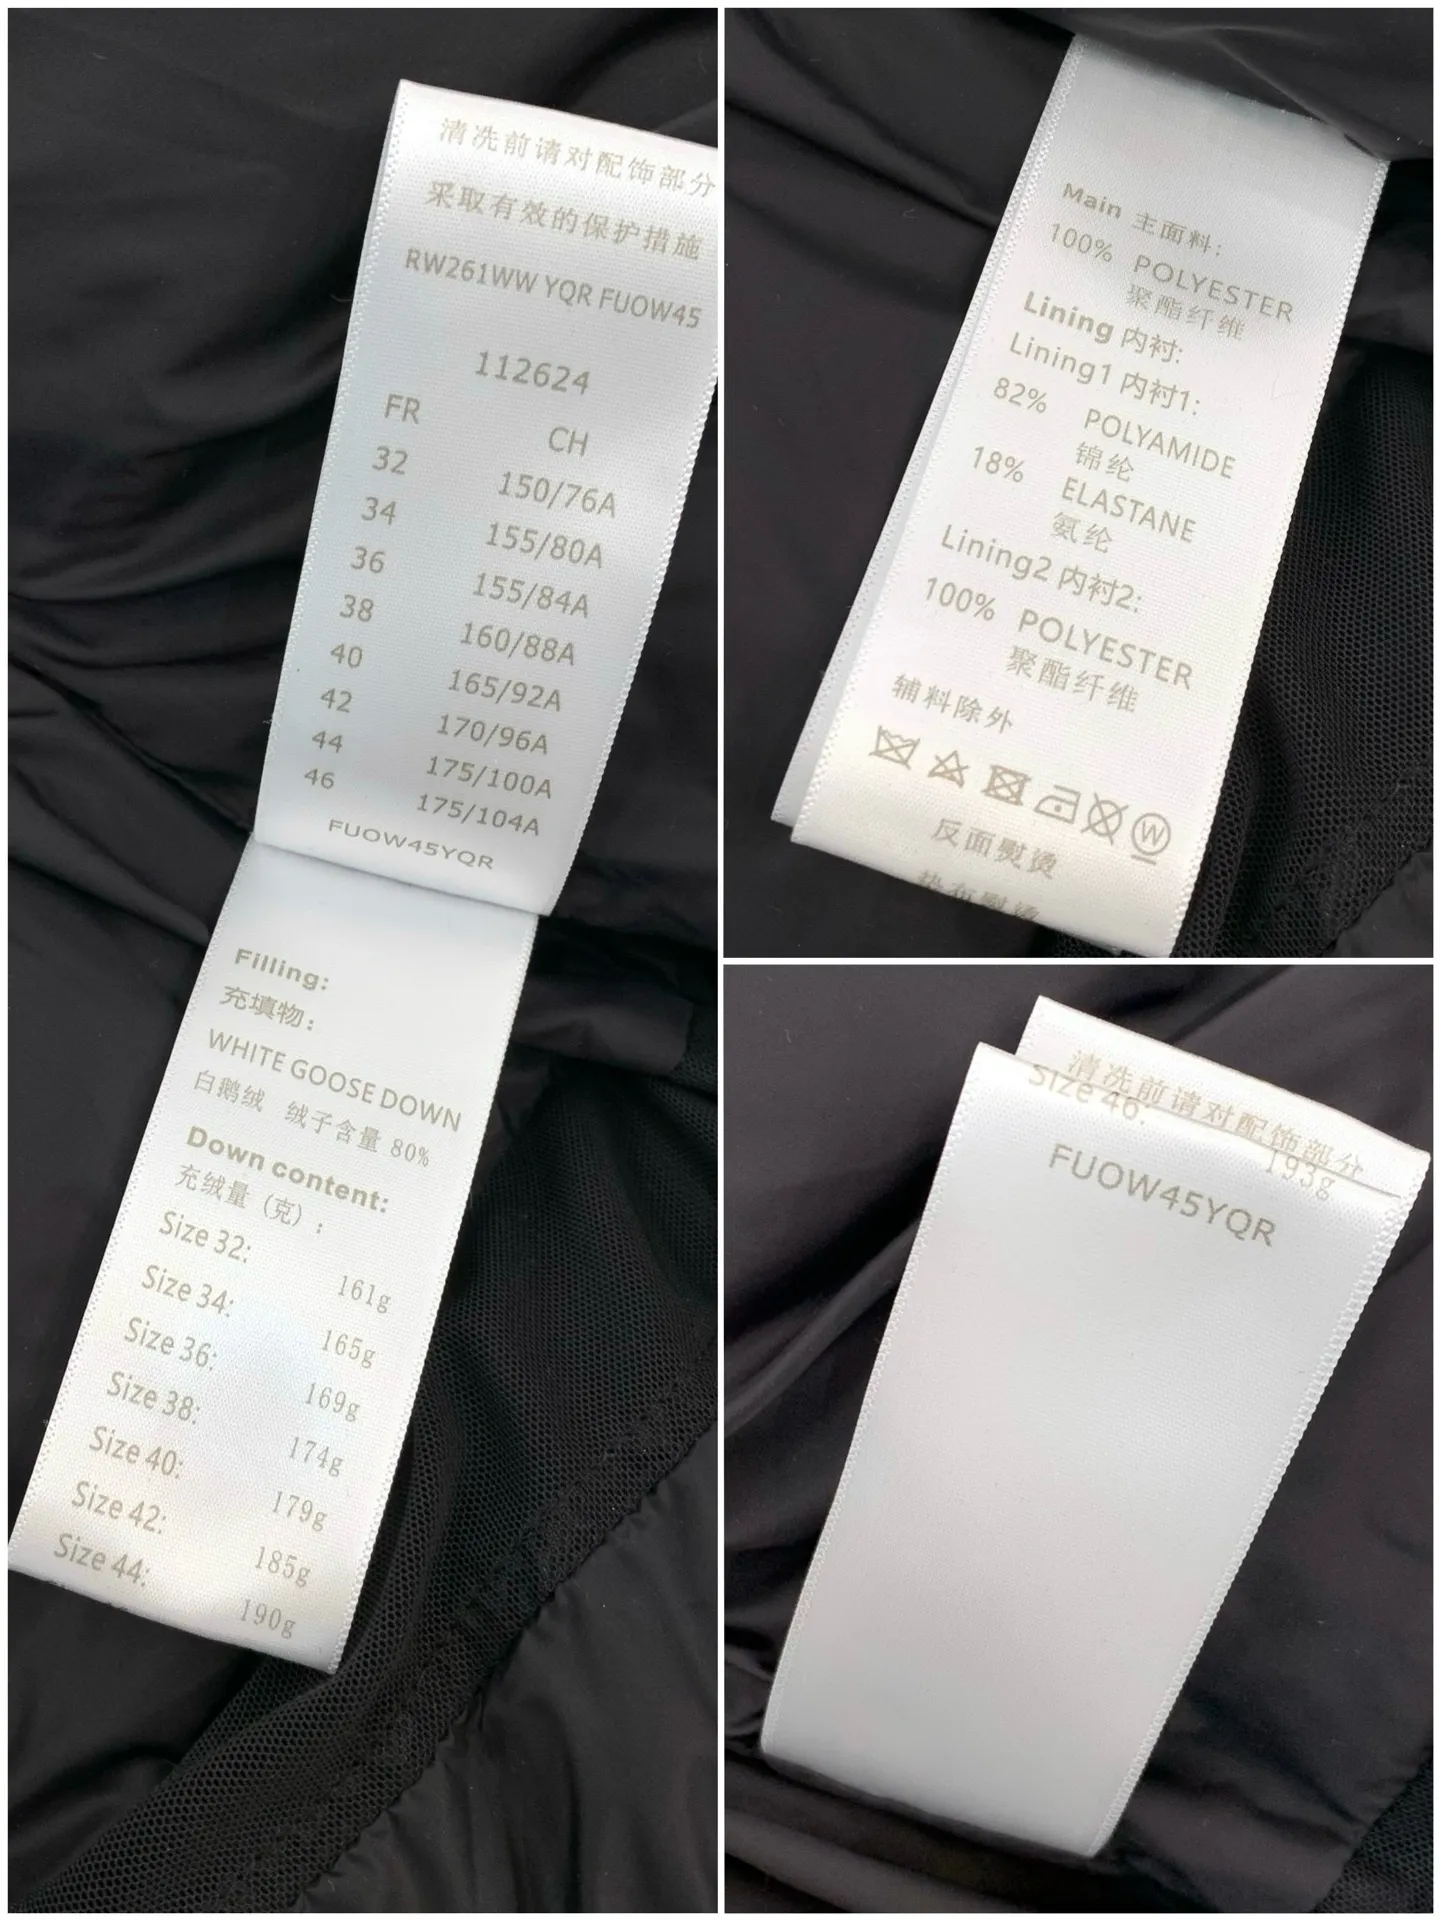 清洗前请对配饰部分
采取有效的保护措施
RW261WW YQR FUOW45
112624
FR CH
32 150/76A
34 155/80A
36 155/84A
38 160/88A
40 165/92A
42 170/96A
44 175/100A
46 175/104A
FUOW45YQR
Filling:
充填物：
WHITE GOOSE DOWN
白鹅绒 绒子含量 80%
Down content:
充绒量（克）：
Size 32: 161g
Size 34: 165g
Size 36: 169g
Size 38: 174g
Size 40: 179g
Size 42: 185g
Size 44: 190g
Main 主面料:
100% POLYESTER
聚酯纤维
Lining 内衬:
Lining1 内衬1:
82% POLYAMIDE
锦纶
18% ELASTANE
氨纶
Lining2 内衬2:
100% POLYESTER
聚酯纤维
辅料除外
W
反面熨烫
垫布熨烫
清洗前请对配饰部分
Size 46: 193g
FUOW45YQR